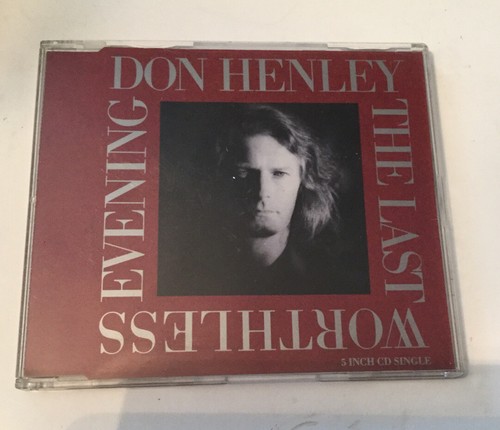 DON HENLEY
THE LAST
WORTHLESS
EVENING
5 INCH CD SINGLE